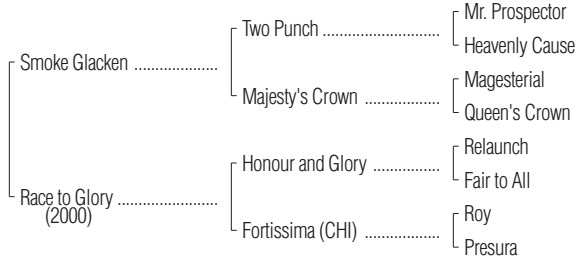 Mr. Prospector
Two Punch
Heavenly Cause
Smoke Glacken
Magesterial
Majesty's Crown
Queen's Crown
Relaunch
Honour and Glory
Fair to All
Race to Glory
(2000)
Roy
Fortissima (CHI)
Presura